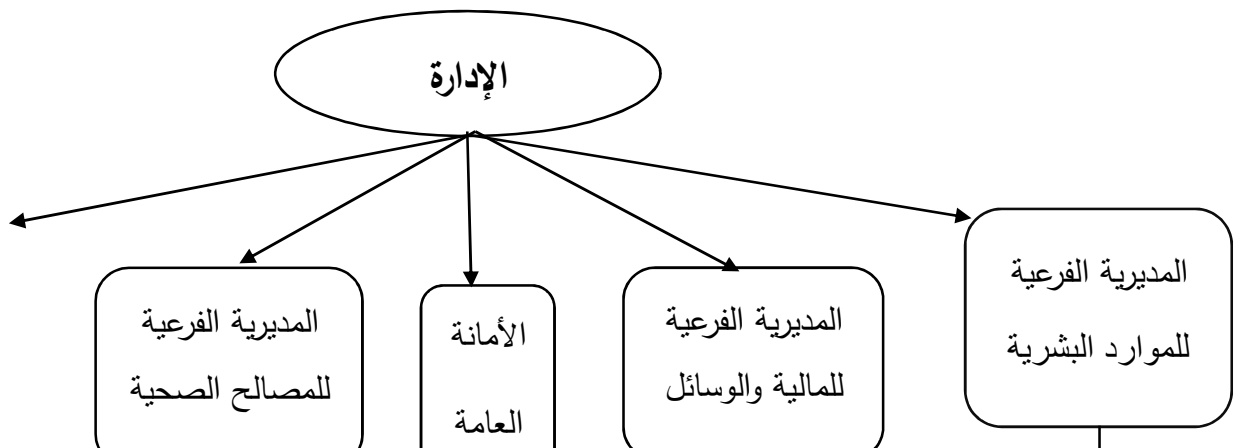 الإدارة
المديرية الفرعية
للموارد البشرية
المديرية الفرعية
للمالية والوسائل
الأمانة
العامة
المديرية الفرعية
للمصالح الصحية